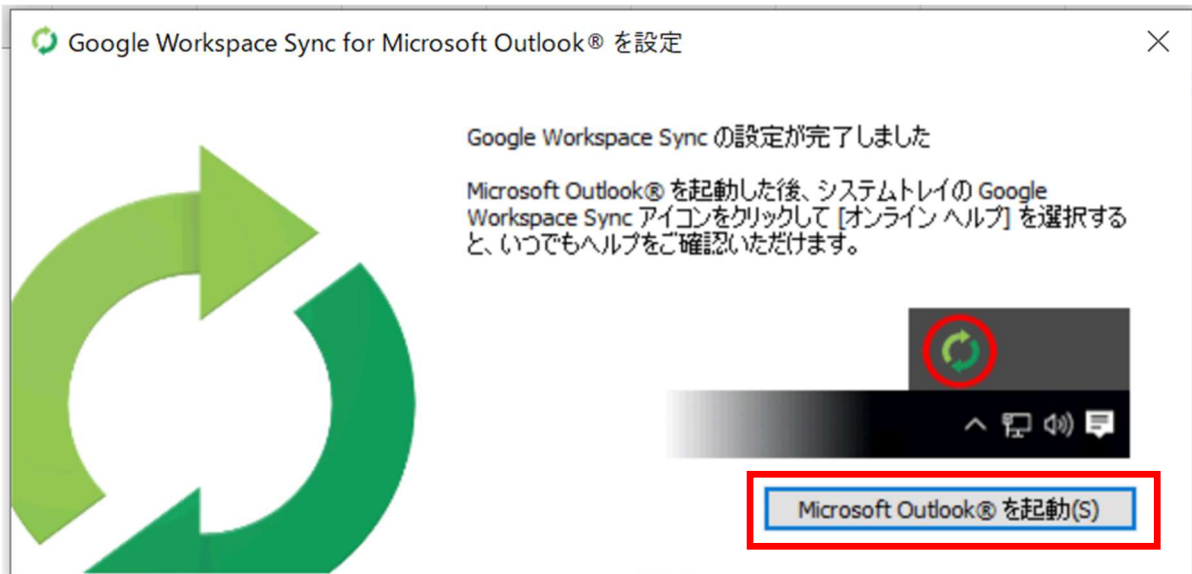 Google Workspace Sync for Microsoft Outlook® を設定
Google Workspace Sync の設定が完了しました
Microsoft Outlook® を起動した後、システムトレイの Google
Workspace Sync アイコンをクリックして [オンライン ヘルプ] を選択する
と、いつでもヘルプをご確認いただけます。
Microsoft Outlook® を起動(S)